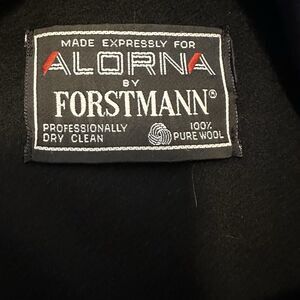 MADE EXPRESSLY FOR
ALORNA
BY
FORSTMANN®
PROFESSIONALLY 100%
DRY CLEAN PURE WOOL